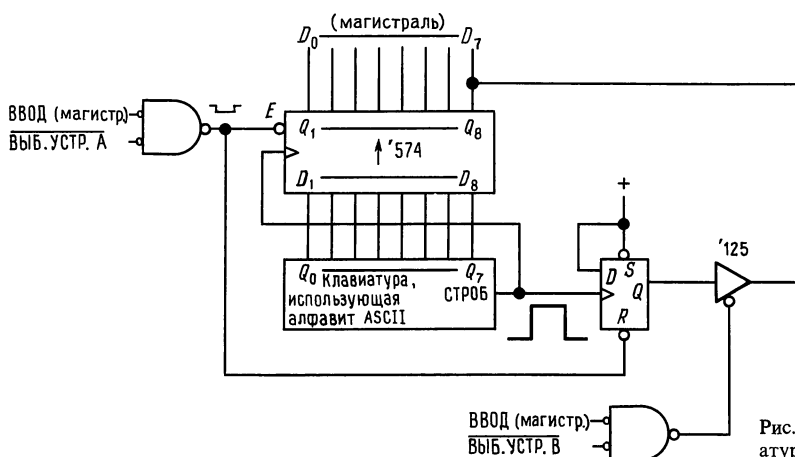 (магистраль)
D₀ D₇
ВВОД (магистр.)
ВЫБ. УСТР. A
E
Q₁ Q₈
↑ '574
D₁ D₈
+
'125
Q₀ Клавиатура, Q₇
использующая
алфавит ASCII
СТРОБ
D S
Q
R
ВВОД (магистр.)
ВЫБ. УСТР. B
Рис.
атур